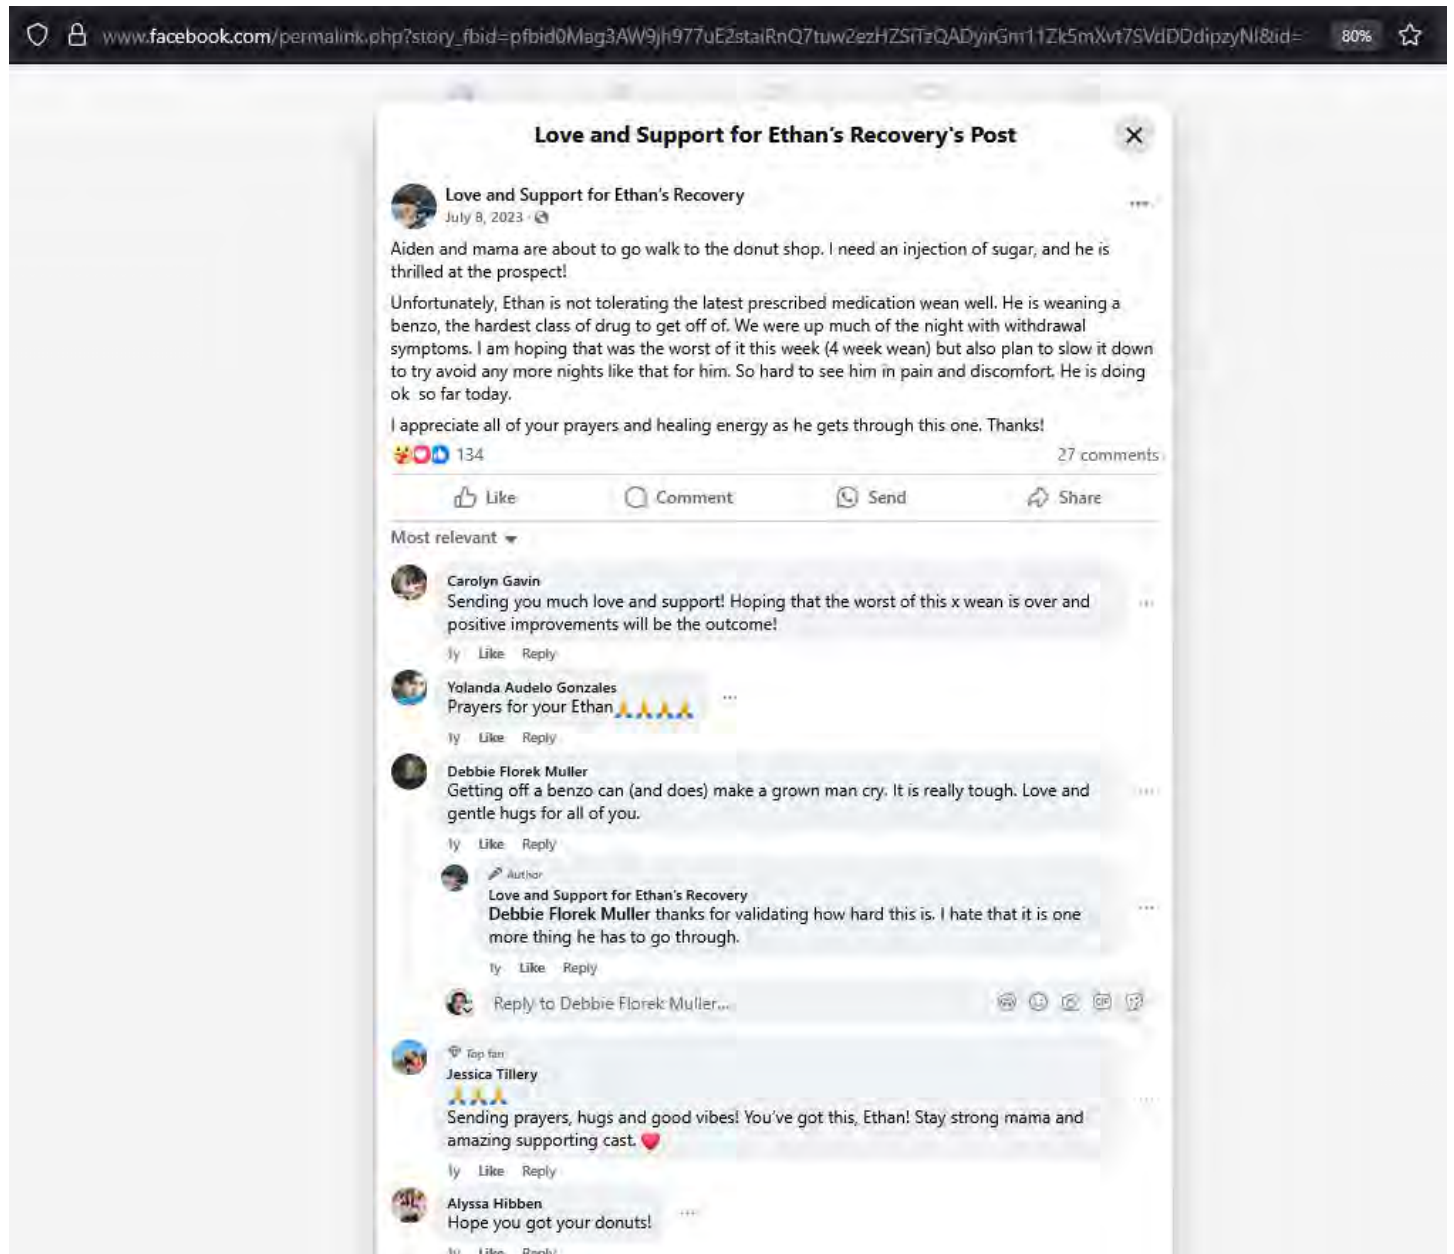 www.facebook.com/permalink.php?story_fbid=pfbid0Mag3AW9jh977uE2staiRnQ7tuw2ezHZSiTzQADyirGm11Zk5mXvt7SVdDDdipzyNl&id=
80%
Love and Support for Ethan's Recovery's Post
Love and Support for Ethan's Recovery
July 8, 2023 ·
Aiden and mama are about to go walk to the donut shop. I need an injection of sugar, and he is
thrilled at the prospect!
Unfortunately, Ethan is not tolerating the latest prescribed medication wean well. He is weaning a
benzo, the hardest class of drug to get off of. We were up much of the night with withdrawal
symptoms. I am hoping that was the worst of it this week (4 week wean) but also plan to slow it down
to try avoid any more nights like that for him. So hard to see him in pain and discomfort. He is doing
ok so far today.
I appreciate all of your prayers and healing energy as he gets through this one. Thanks!
134
27 comments
Like
Comment
Send
Share
Most relevant
Carolyn Gavin
Sending you much love and support! Hoping that the worst of this x wean is over and
positive improvements will be the outcome!
1y Like Reply
Yolanda Audelo Gonzales
Prayers for your Ethan🙏🙏🙏🙏
1y Like Reply
Debbie Florek Muller
Getting off a benzo can (and does) make a grown man cry. It is really tough. Love and
gentle hugs for all of you.
1y Like Reply
Author
Love and Support for Ethan's Recovery
Debbie Florek Muller thanks for validating how hard this is. I hate that it is one
more thing he has to go through.
1y Like Reply
Reply to Debbie Florek Muller...
GIF
Top fan
Jessica Tillery
🙏🙏🙏
Sending prayers, hugs and good vibes! You've got this, Ethan! Stay strong mama and
amazing supporting cast. ❤️
1y Like Reply
Alyssa Hibben
Hope you got your donuts!
1y Like Reply